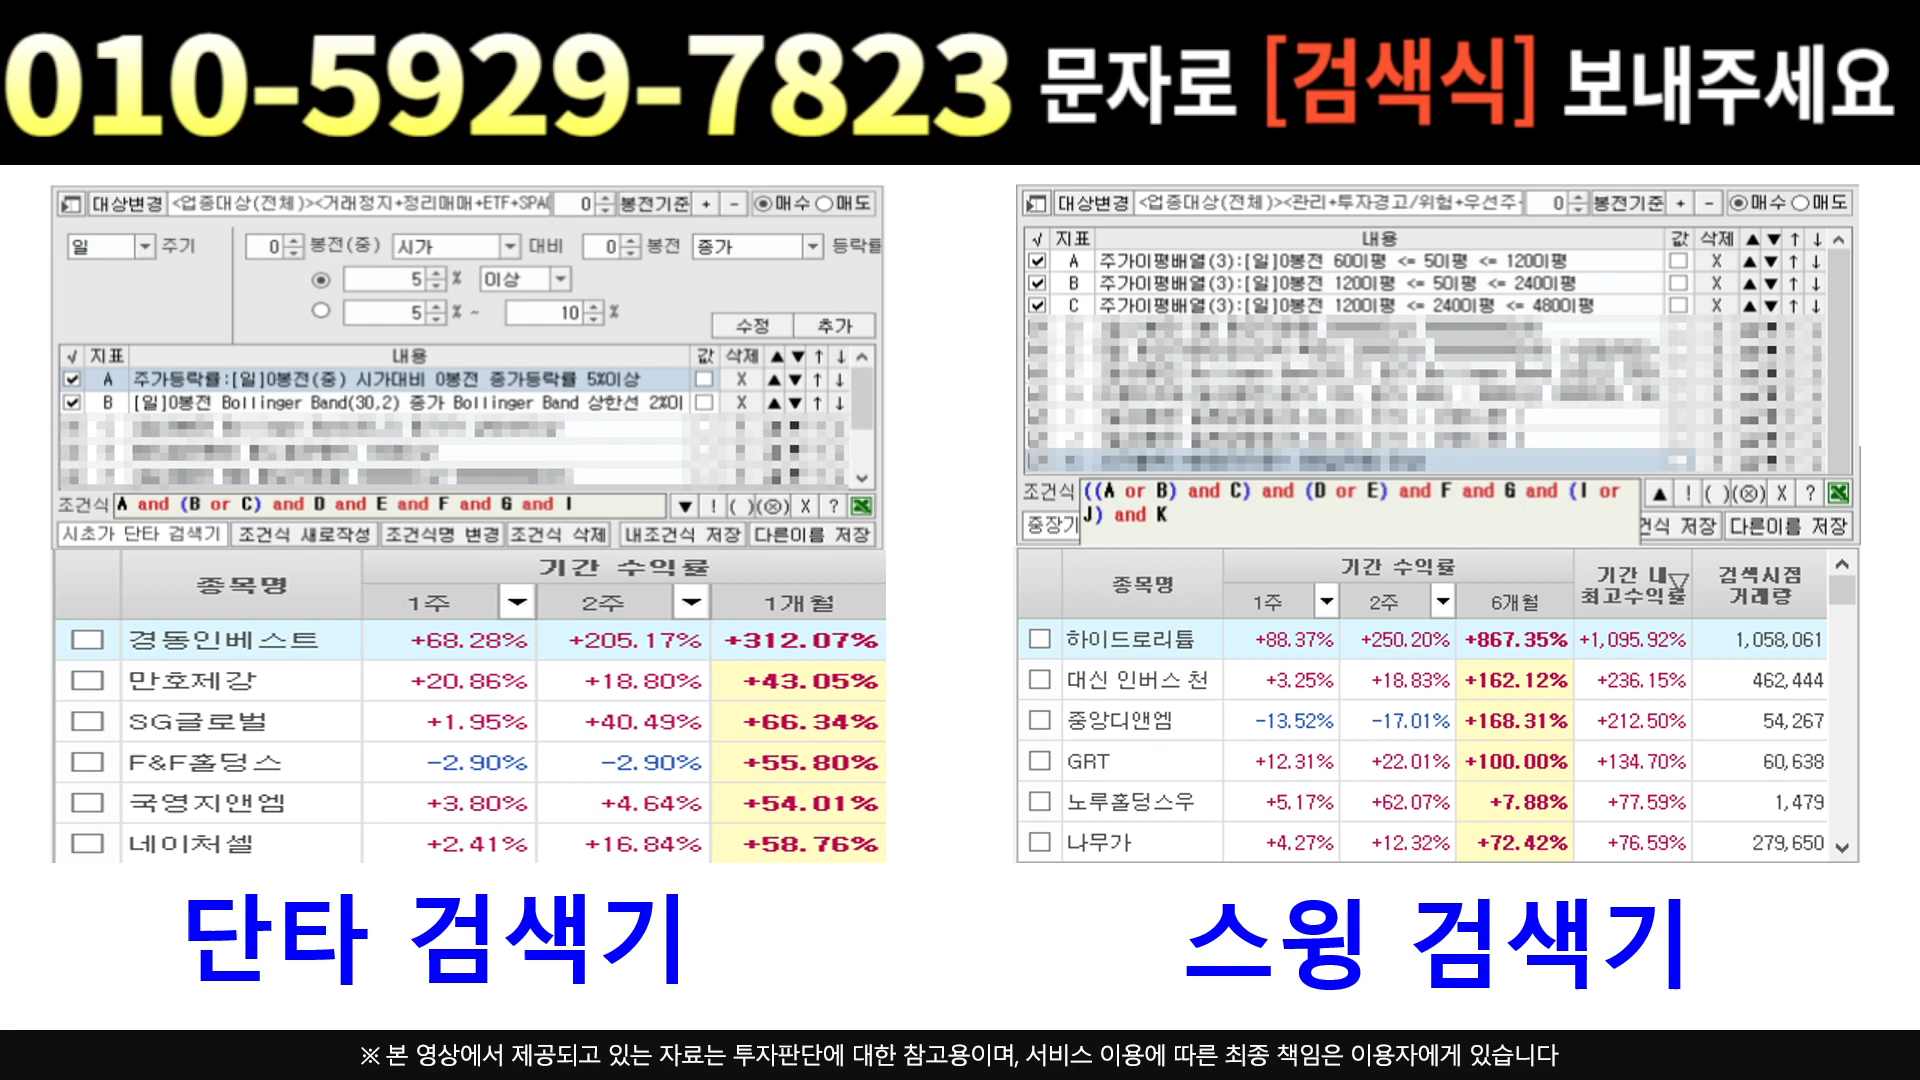 010-5929-7823 문자로 [검색식] 보내주세요
대상변경 <업종대상(전체)><거래정지+정리매매+ETF+SPAC 0 봉전기준 + - 매수 매도
일 주기 0 봉전(중) 시가 대비 0 봉전 종가 등락률
5 % 이상
5 % ~ 10 %
수정 추가
√ 지표 내용 값 삭제 ▲ ▼ ↑ ↓
A 주가등락률:[일]0봉전(중) 시가대비 0봉전 종가등락률 5%이상 X ▲ ▼ ↑ ↓
B [일]0봉전 Bollinger Band(30,2) 종가 Bollinger Band 상한선 2%이 X ▲ ▼ ↑ ↓
조건식 A and (B or C) and D and E and F and G and I ▼ ! ( )(⊗) X ?
시초가 단타 검색기 조건식 새로작성 조건식명 변경 조건식 삭제 내조건식 저장 다른이름 저장
종목명 기간 수익률
1주 2주 1개월
경동인베스트 +68.28% +205.17% +312.07%
만호제강 +20.86% +18.80% +43.05%
SG글로벌 +1.95% +40.49% +66.34%
F&F홀딩스 -2.90% -2.90% +55.80%
국영지앤엠 +3.80% +4.64% +54.01%
네이처셀 +2.41% +16.84% +58.76%
단타 검색기
대상변경 <업종대상(전체)><관리+투자경고/위험+우선주+ 0 봉전기준 + - 매수 매도
√ 지표 내용 값 삭제 ▲ ▼ ↑ ↓
A 주가이평배열(3):[일]0봉전 60이평 <= 5이평 <= 120이평 X ▲ ▼ ↑ ↓
B 주가이평배열(3):[일]0봉전 120이평 <= 5이평 <= 240이평 X ▲ ▼ ↑ ↓
C 주가이평배열(3):[일]0봉전 120이평 <= 240이평 <= 480이평 X ▲ ▼ ↑ ↓
조건식 ((A or B) and C) and (D or E) and F and G and (I or ▲ ! ( )(⊗) X ?
J) and K
중장기 건식 저장 다른이름 저장
종목명 기간 수익률 기간 내 최고수익률 검색시점 거래량
1주 2주 6개월
하이드로리튬 +88.37% +250.20% +867.35% +1,095.92% 1,058,061
대신 인버스 천 +3.25% +18.83% +162.12% +236.15% 462,444
중앙디앤엠 -13.52% -17.01% +168.31% +212.50% 54,267
GRT +12.31% +22.01% +100.00% +134.70% 60,638
노루홀딩스우 +5.17% +62.07% +7.88% +77.59% 1,479
나무가 +4.27% +12.32% +72.42% +76.59% 279,650
스윙 검색기
※ 본 영상에서 제공되고 있는 자료는 투자판단에 대한 참고용이며, 서비스 이용에 따른 최종 책임은 이용자에게 있습니다